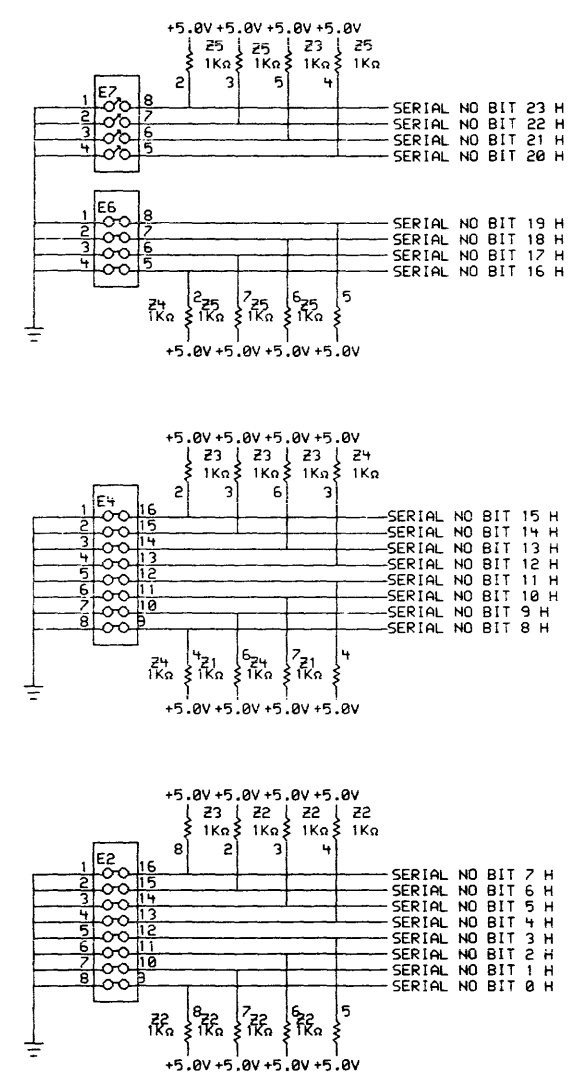 +5.0V +5.0V +5.0V +5.0V
Z5 Z5 Z3 Z5
1KΩ 1KΩ 1KΩ 1KΩ
2 3 5 4
E7
1 8 SERIAL NO BIT 23 H
2 7 SERIAL NO BIT 22 H
3 6 SERIAL NO BIT 21 H
4 5 SERIAL NO BIT 20 H
E6
1 8 SERIAL NO BIT 19 H
2 7 SERIAL NO BIT 18 H
3 6 SERIAL NO BIT 17 H
4 5 SERIAL NO BIT 16 H
2 7 6 5
Z4 Z5 Z5 Z5
1KΩ 1KΩ 1KΩ 1KΩ
+5.0V +5.0V +5.0V +5.0V
+5.0V +5.0V +5.0V +5.0V
Z3 Z3 Z3 Z4
1KΩ 1KΩ 1KΩ 1KΩ
2 3 6 3
E4
1 16 SERIAL NO BIT 15 H
2 15 SERIAL NO BIT 14 H
3 14 SERIAL NO BIT 13 H
4 13 SERIAL NO BIT 12 H
5 12 SERIAL NO BIT 11 H
6 11 SERIAL NO BIT 10 H
7 10 SERIAL NO BIT 9 H
8 9 SERIAL NO BIT 8 H
4 6 7 4
Z4 Z1 Z4 Z1
1KΩ 1KΩ 1KΩ 1KΩ
+5.0V +5.0V +5.0V +5.0V
+5.0V +5.0V +5.0V +5.0V
Z3 Z2 Z2 Z2
1KΩ 1KΩ 1KΩ 1KΩ
8 2 3 4
E2
1 16 SERIAL NO BIT 7 H
2 15 SERIAL NO BIT 6 H
3 14 SERIAL NO BIT 5 H
4 13 SERIAL NO BIT 4 H
5 12 SERIAL NO BIT 3 H
6 11 SERIAL NO BIT 2 H
7 10 SERIAL NO BIT 1 H
8 9 SERIAL NO BIT 0 H
8 7 6 5
Z2 Z2 Z2 Z2
1KΩ 1KΩ 1KΩ 1KΩ
+5.0V +5.0V +5.0V +5.0V